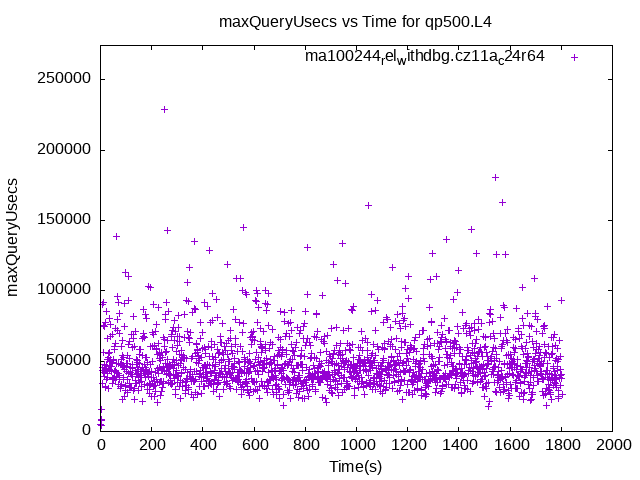 maxQueryUsecs vs Time for qp500.L4
ma100244relwithdbg.cz11ac24r64
250000
200000
150000
100000
50000
0
maxQueryUsecs
0 200 400 600 800 1000 1200 1400 1600 1800 2000
Time(s)